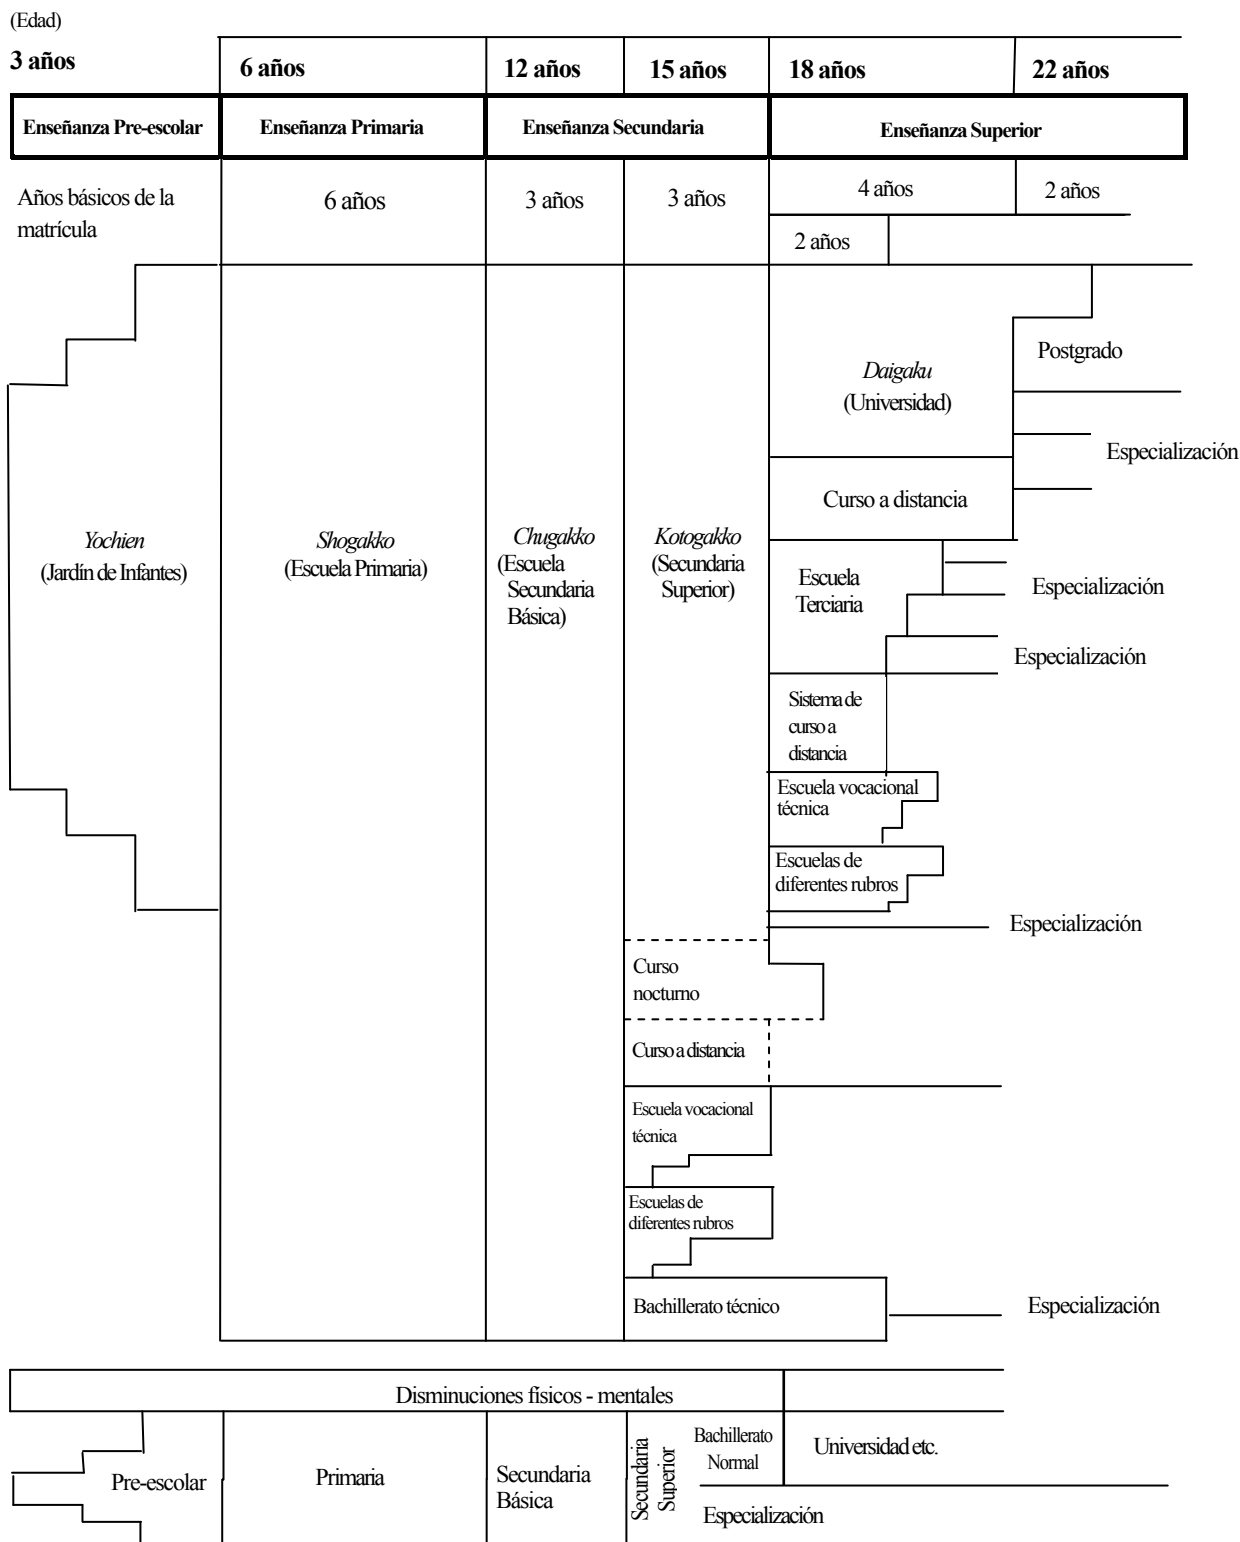 (Edad)
3 años
6 años
12 años
15 años
18 años
22 años
Enseñanza Pre-escolar
Enseñanza Primaria
Enseñanza Secundaria
Enseñanza Superior
Años básicos de la
matrícula
6 años
3 años
3 años
4 años
2 años
2 años
Yochien
(Jardín de Infantes)
Shogakko
(Escuela Primaria)
Chugakko
(Escuela
Secundaria
Básica)
Kotogakko
(Secundaria
Superior)
Daigaku
(Universidad)
Postgrado
Especialización
Curso a distancia
Escuela
Terciaria
Especialización
Especialización
Sistema de
curso a
distancia
Escuela vocacional
técnica
Escuelas de
diferentes rubros
Especialización
Curso
nocturno
Curso a distancia
Escuela vocacional
técnica
Escuelas de
diferentes rubros
Bachillerato técnico
Especialización
Disminuciones físicos - mentales
Pre-escolar
Primaria
Secundaria
Básica
Secundaria
Superior
Bachillerato
Normal
Universidad etc.
Especialización